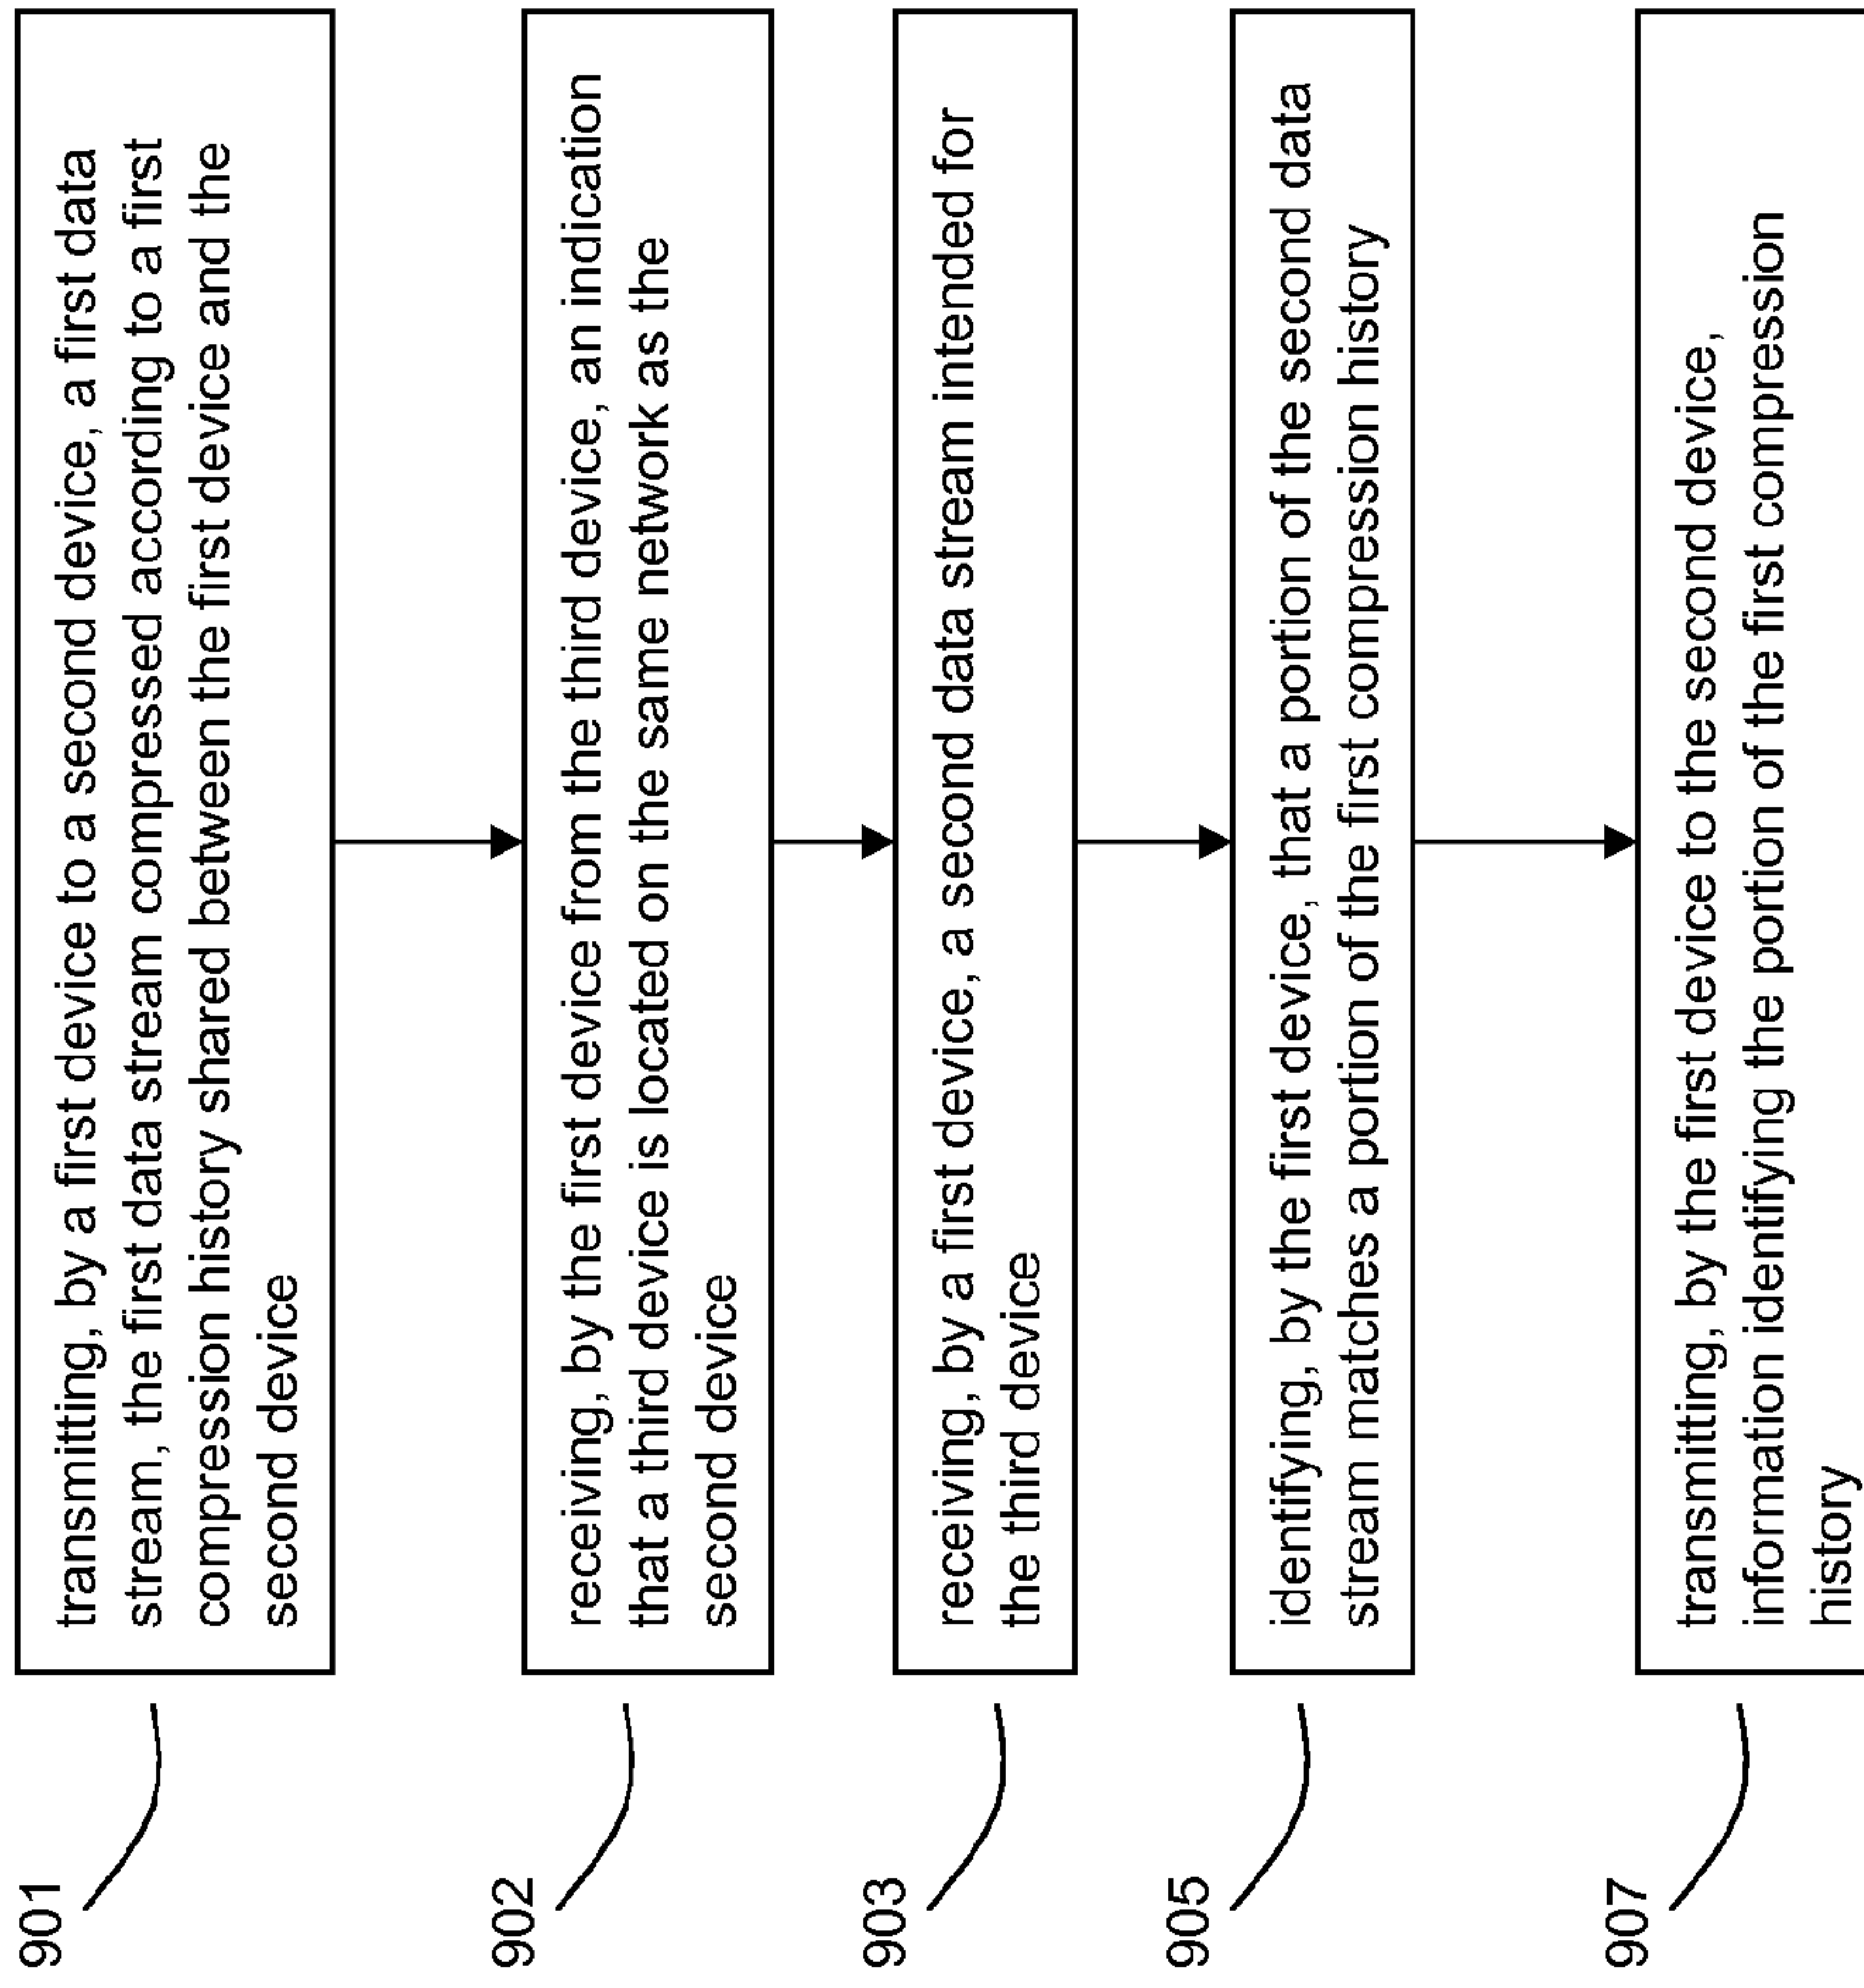 901
transmitting, by a first device to a second device, a first data
stream, the first data stream compressed according to a first
compression history shared between the first device and the
second device
902
receiving, by the first device from the third device, an indication
that a third device is located on the same network as the
second device
903
receiving, by a first device, a second data stream intended for
the third device
905
identifying, by the first device, that a portion of the second data
stream matches a portion of the first compression history
907
transmitting, by the first device to the second device,
information identifying the portion of the first compression
history